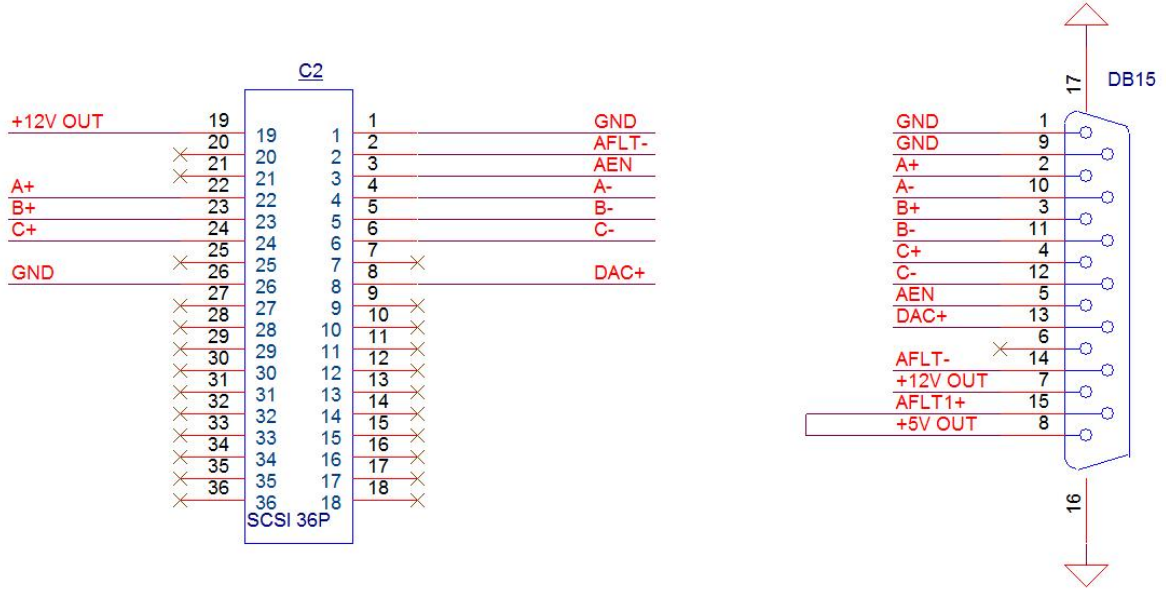 C2
+12V OUT 19 19 1 1 GND
20 20 2 2 AFLT-
21 21 3 3 AEN
A+ 22 22 4 4 A-
B+ 23 23 5 5 B-
C+ 24 24 6 6 C-
25 25 7 7
GND 26 26 8 8 DAC+
27 27 9 9
28 28 10 10
29 29 11 11
30 30 12 12
31 31 13 13
32 32 14 14
33 33 15 15
34 34 16 16
35 35 17 17
36 36 18 18
SCSI 36P
17
DB15
GND 1
GND 9
A+ 2
A- 10
B+ 3
B- 11
C+ 4
C- 12
AEN 5
DAC+ 13
6
AFLT- 14
+12V OUT 7
AFLT1+ 15
+5V OUT 8
16